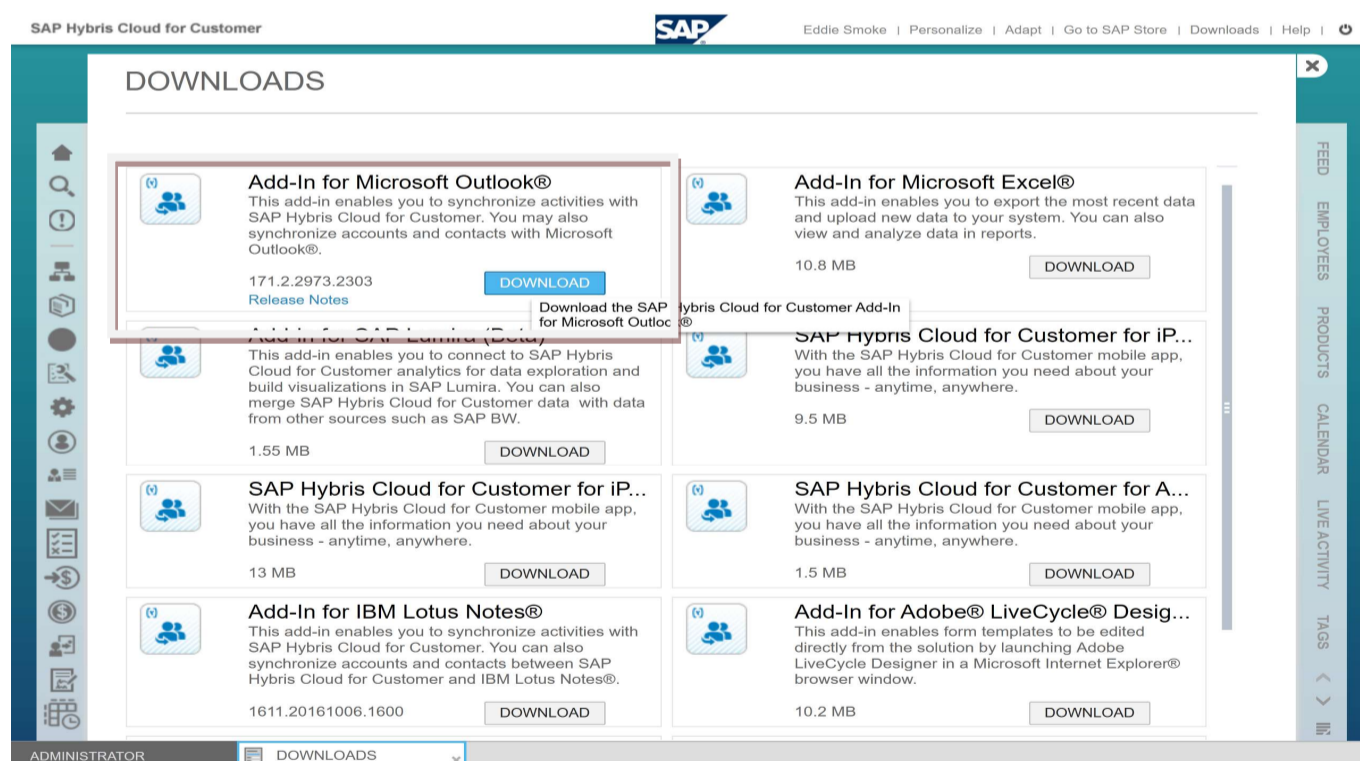 SAP Hybris Cloud for Customer
SAP
Eddie Smoke | Personalize | Adapt | Go to SAP Store | Downloads | Help |
DOWNLOADS
Add-In for Microsoft Outlook®
This add-in enables you to synchronize activities with
SAP Hybris Cloud for Customer. You may also
synchronize accounts and contacts with Microsoft
Outlook®.
171.2.2973.2303
DOWNLOAD
Release Notes
Add-In for Microsoft Excel®
This add-in enables you to export the most recent data
and upload new data to your system. You can also
view and analyze data in reports.
10.8 MB
DOWNLOAD
Download the SAP Hybris Cloud for Customer Add-In
for Microsoft Outlook®
Add-In for SAP Lumira (Beta)
This add-in enables you to connect to SAP Hybris
Cloud for Customer analytics for data exploration and
build visualizations in SAP Lumira. You can also
merge SAP Hybris Cloud for Customer data with data
from other sources such as SAP BW.
1.55 MB
DOWNLOAD
SAP Hybris Cloud for Customer for iP...
With the SAP Hybris Cloud for Customer mobile app,
you have all the information you need about your
business - anytime, anywhere.
9.5 MB
DOWNLOAD
SAP Hybris Cloud for Customer for iP...
With the SAP Hybris Cloud for Customer mobile app,
you have all the information you need about your
business - anytime, anywhere.
13 MB
DOWNLOAD
SAP Hybris Cloud for Customer for A...
With the SAP Hybris Cloud for Customer mobile app,
you have all the information you need about your
business - anytime, anywhere.
1.5 MB
DOWNLOAD
Add-In for IBM Lotus Notes®
This add-in enables you to synchronize activities with
SAP Hybris Cloud for Customer. You can also
synchronize accounts and contacts between SAP
Hybris Cloud for Customer and IBM Lotus Notes®.
1611.20161006.1600
DOWNLOAD
Add-In for Adobe® LiveCycle® Desig...
This add-in enables form templates to be edited
directly from the solution by launching Adobe
LiveCycle Designer in a Microsoft Internet Explorer®
browser window.
10.2 MB
DOWNLOAD
FEED
EMPLOYEES
PRODUCTS
CALENDAR
LIVE ACTIVITY
TAGS
ADMINISTRATOR
DOWNLOADS